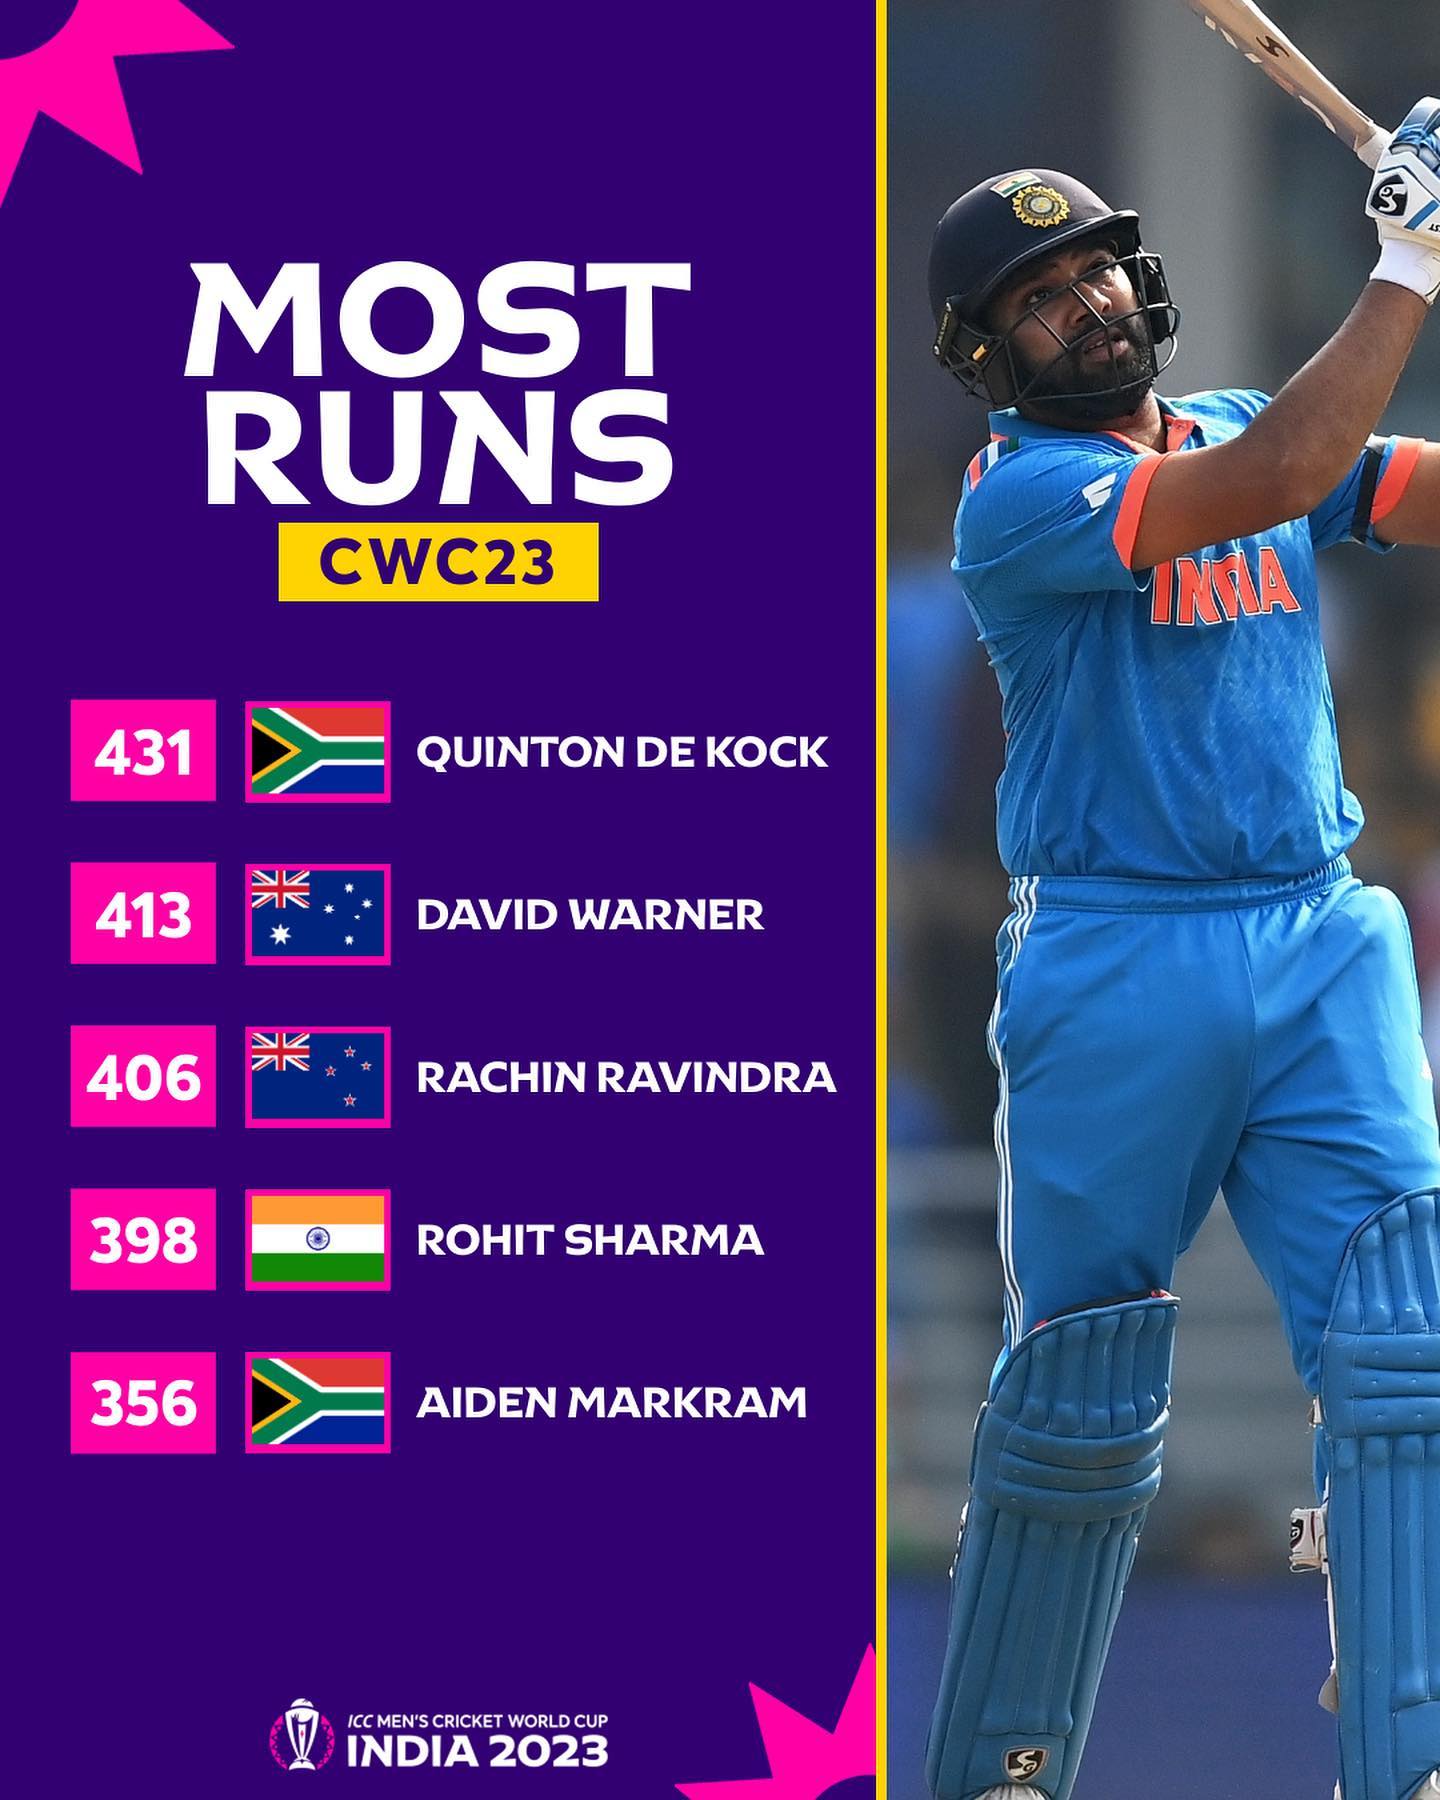 MOST
RUNS
CWC23
431 QUINTON DE KOCK
413 DAVID WARNER
406 RACHIN RAVINDRA
398 ROHIT SHARMA
356 AIDEN MARKRAM
ICC MEN'S CRICKET WORLD CUP
INDIA 2023
INDIA